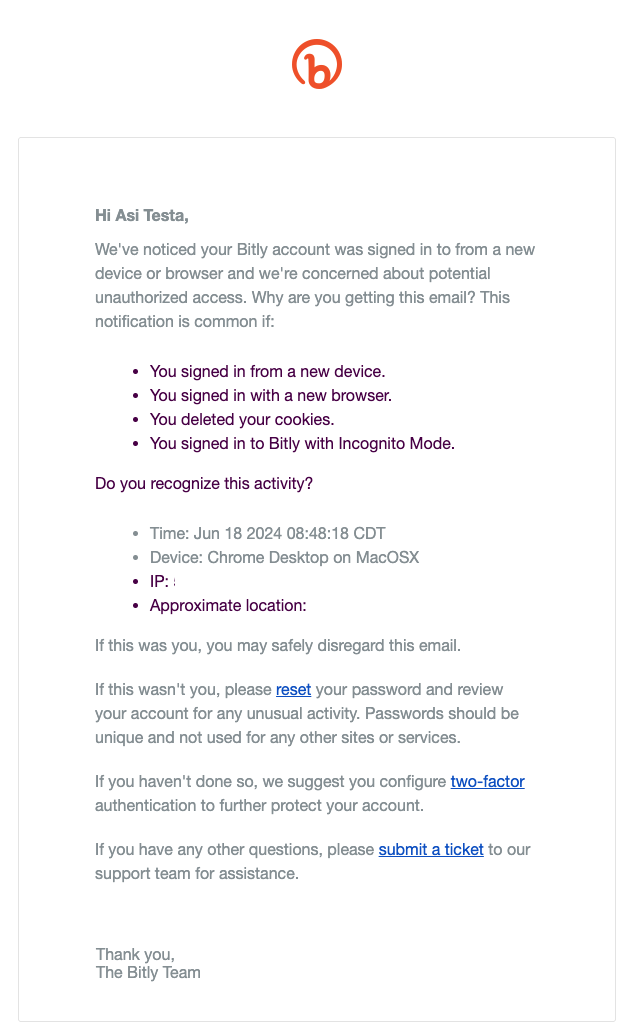 Hi Asi Testa,
We've noticed your Bitly account was signed in to from a new
device or browser and we're concerned about potential
unauthorized access. Why are you getting this email? This
notification is common if:
• You signed in from a new device.
• You signed in with a new browser.
• You deleted your cookies.
• You signed in to Bitly with Incognito Mode.
Do you recognize this activity?
• Time: Jun 18 2024 08:48:18 CDT
• Device: Chrome Desktop on MacOSX
• IP:
• Approximate location:
If this was you, you may safely disregard this email.
If this wasn't you, please reset your password and review
your account for any unusual activity. Passwords should be
unique and not used for any other sites or services.
If you haven't done so, we suggest you configure two-factor
authentication to further protect your account.
If you have any other questions, please submit a ticket to our
support team for assistance.
Thank you,
The Bitly Team